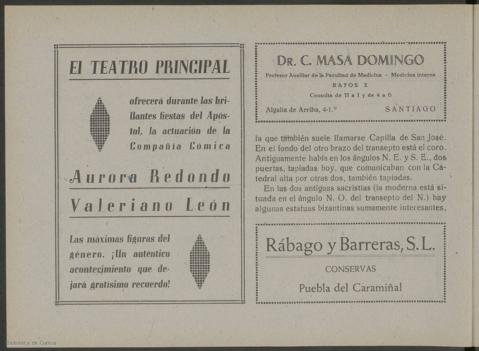 El TEATRO PRINCIPAL
ofrecerá durante las bri-
llantes fiestas del Após-
tol, la actuación de la
Compañía Cómica
Aurora Redondo
Valeriano León
Las máximas figuras del
género. ¡Un auténtico
acontecimiento que de-
jará gratísimo recuerdo!
DR. C. MASA DOMINGO
Profesor Auxiliar de la Facultad de Medicina - Medicina interna
RAYOS X
Consulta de 11 a 1 y de 4 a 6
Algalia de Arriba, 4-1.º SANTIAGO
la que también suele llamarse Capilla de San José.
En el fondo del otro brazo del transepto está el coro.
Antiguamente había en los ángulos N. E. y S. E., dos
puertas, tapiadas hoy, que comunicaban con la Ca-
tedral alta por otras dos, también tapiadas.
En las dos antiguas sacristías (la moderna está si-
tuada en el ángulo N. O. del transepto del N.) hay
algunas estatuas bizantinas sumamente interesantes,
Rábago y Barreras, S. L.
CONSERVAS
Puebla del Caramiñal
Biblioteca de Galicia